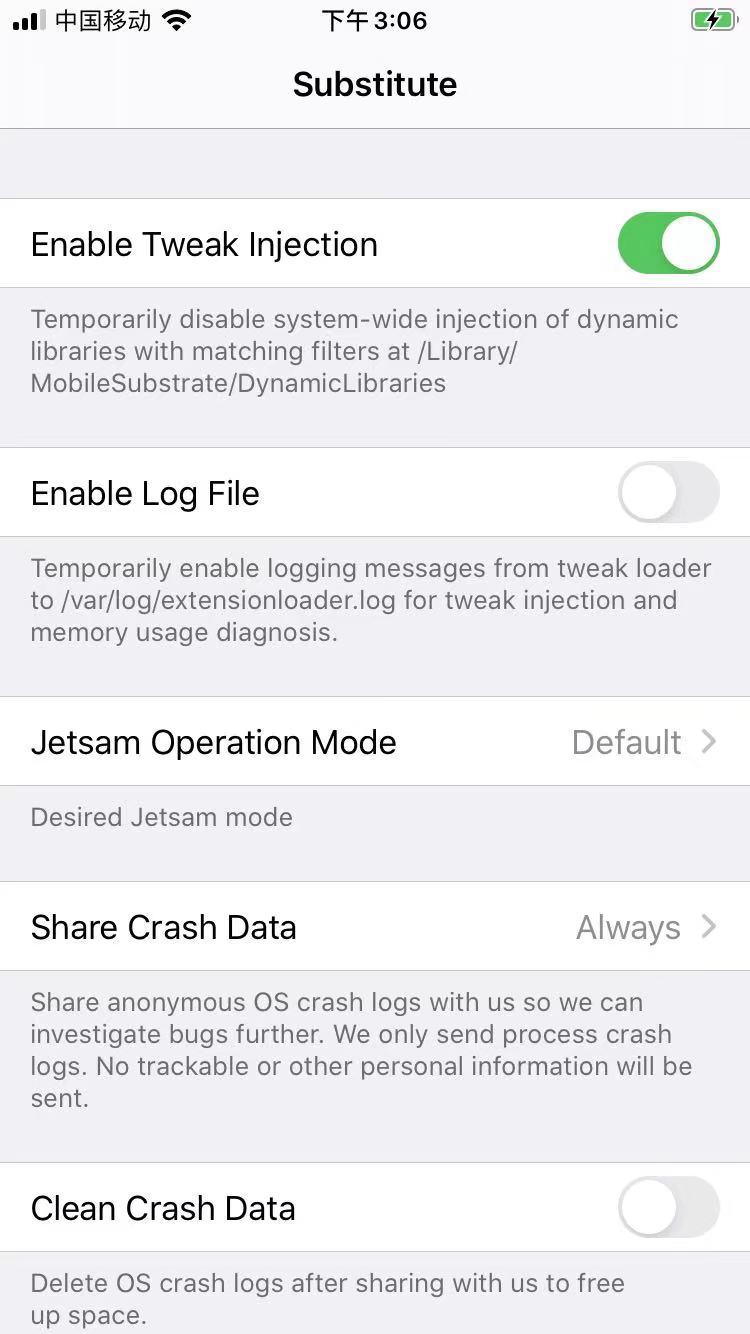 中国移动 下午3:06
Substitute
Enable Tweak Injection
Temporarily disable system-wide injection of dynamic
libraries with matching filters at /Library/
MobileSubstrate/DynamicLibraries
Enable Log File
Temporarily enable logging messages from tweak loader
to /var/log/extensionloader.log for tweak injection and
memory usage diagnosis.
Jetsam Operation Mode Default
Desired Jetsam mode
Share Crash Data Always
Share anonymous OS crash logs with us so we can
investigate bugs further. We only send process crash
logs. No trackable or other personal information will be
sent.
Clean Crash Data
Delete OS crash logs after sharing with us to free
up space.